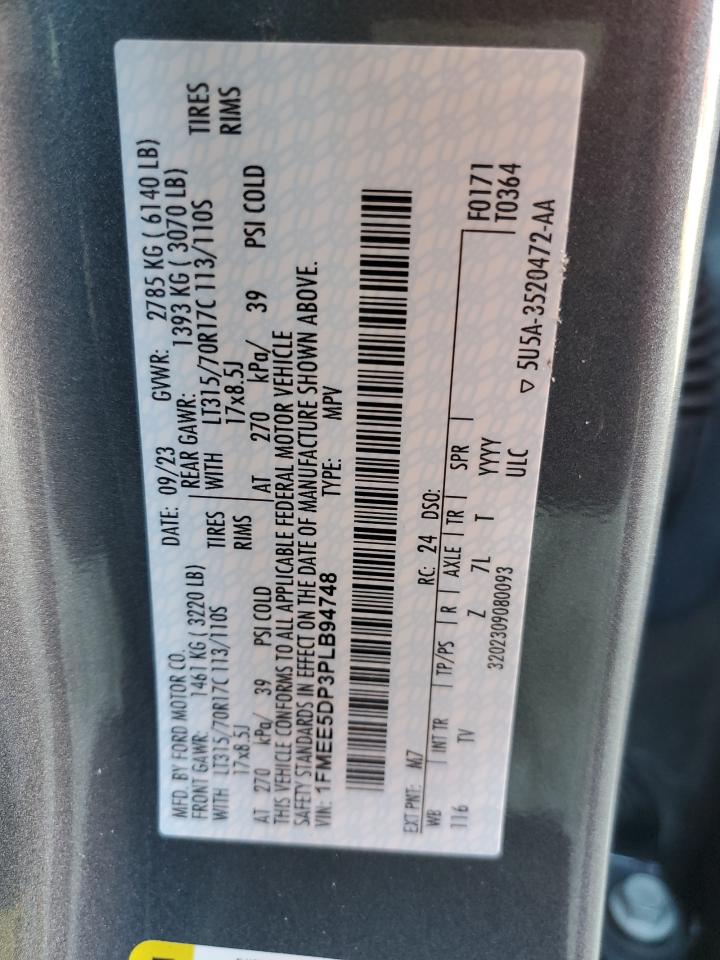 MFD. BY FORD MOTOR CO. DATE: 09/23 GVWR: 2785 KG ( 6140 LB)
FRONT GAWR: 1461 KG ( 3220 LB) REAR GAWR: 1393 KG ( 3070 LB)
WITH LT315/70R17C 113/110S TIRES WITH LT315/70R17C 113/110S TIRES
17x8.5J RIMS 17x8.5J RIMS
AT 270 kPa/ 39 PSI COLD AT 270 kPa/ 39 PSI COLD
THIS VEHICLE CONFORMS TO ALL APPLICABLE FEDERAL MOTOR VEHICLE
SAFETY STANDARDS IN EFFECT ON THE DATE OF MANUFACTURE SHOWN ABOVE.
VIN: 1FMEE5DP3PLB94748 TYPE: MPV
EXT PNT: M7 RC: 24 DSO:
WB INT TR TP/PS R AXLE TR SPR F0171
116 TV Z 7L T YYYY T0364
3202309080093 ULC
▽ 5U5A-3520472-AA